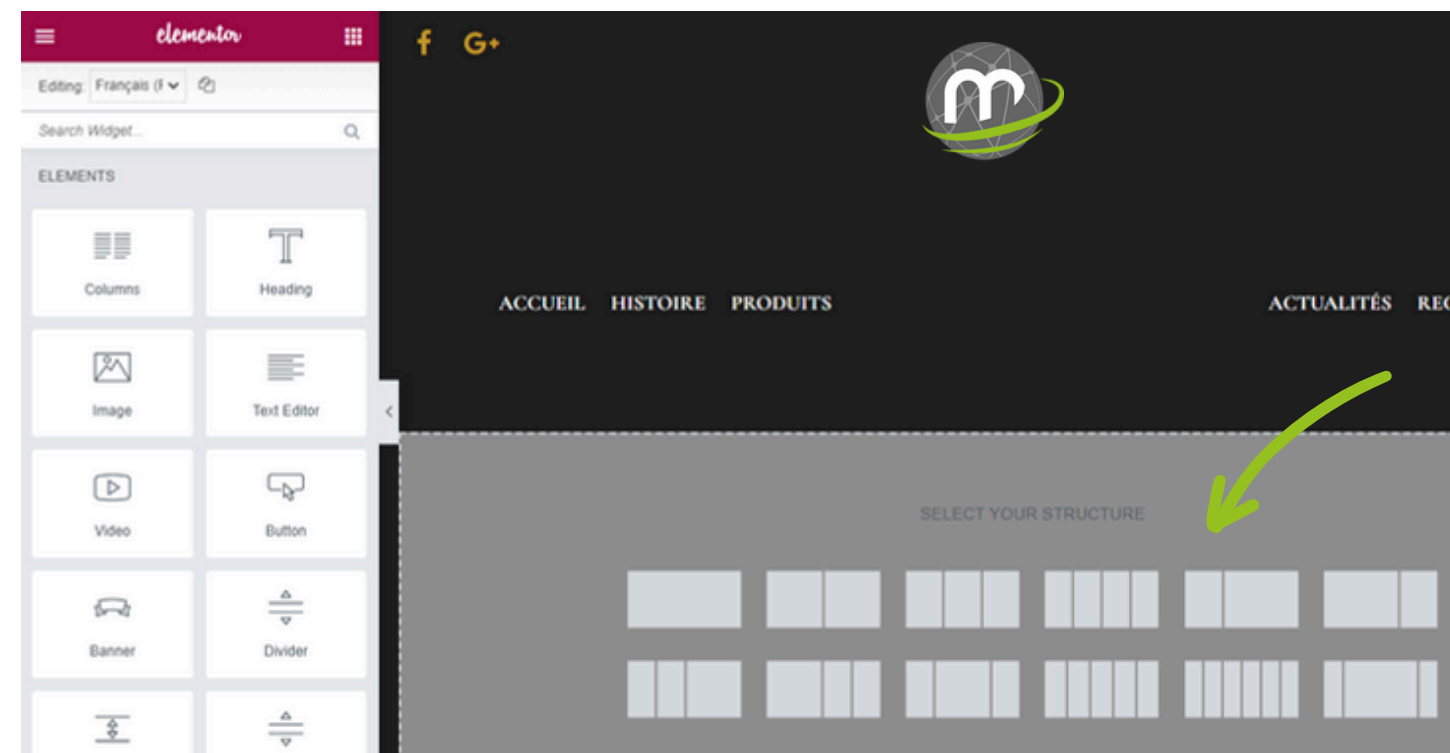 elementor
Editing: Français (F
Search Widget...
ELEMENTS
Columns
Heading
Image
Text Editor
Video
Button
Banner
Divider
f G+
m
ACCUEIL HISTOIRE PRODUITS
ACTUALITÉS REC
SELECT YOUR STRUCTURE